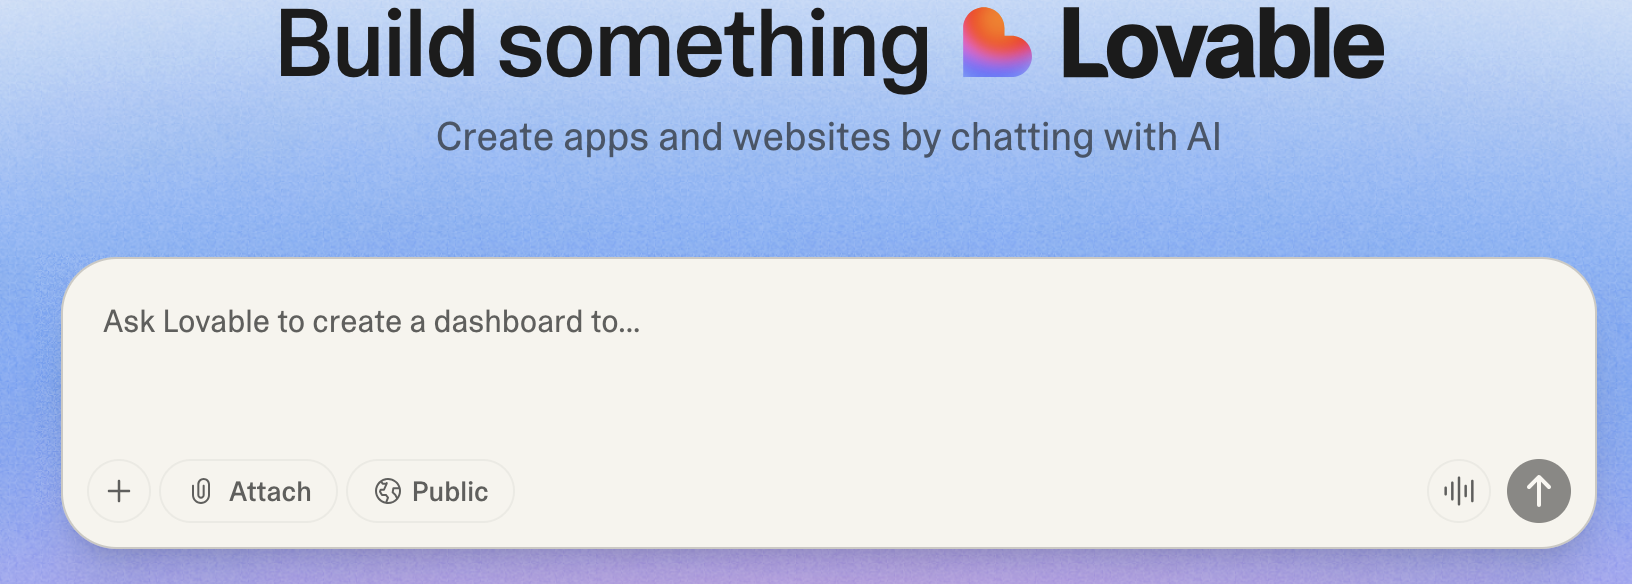 Build something Lovable
Create apps and websites by chatting with AI
Ask Lovable to create a dashboard to...
Attach
Public